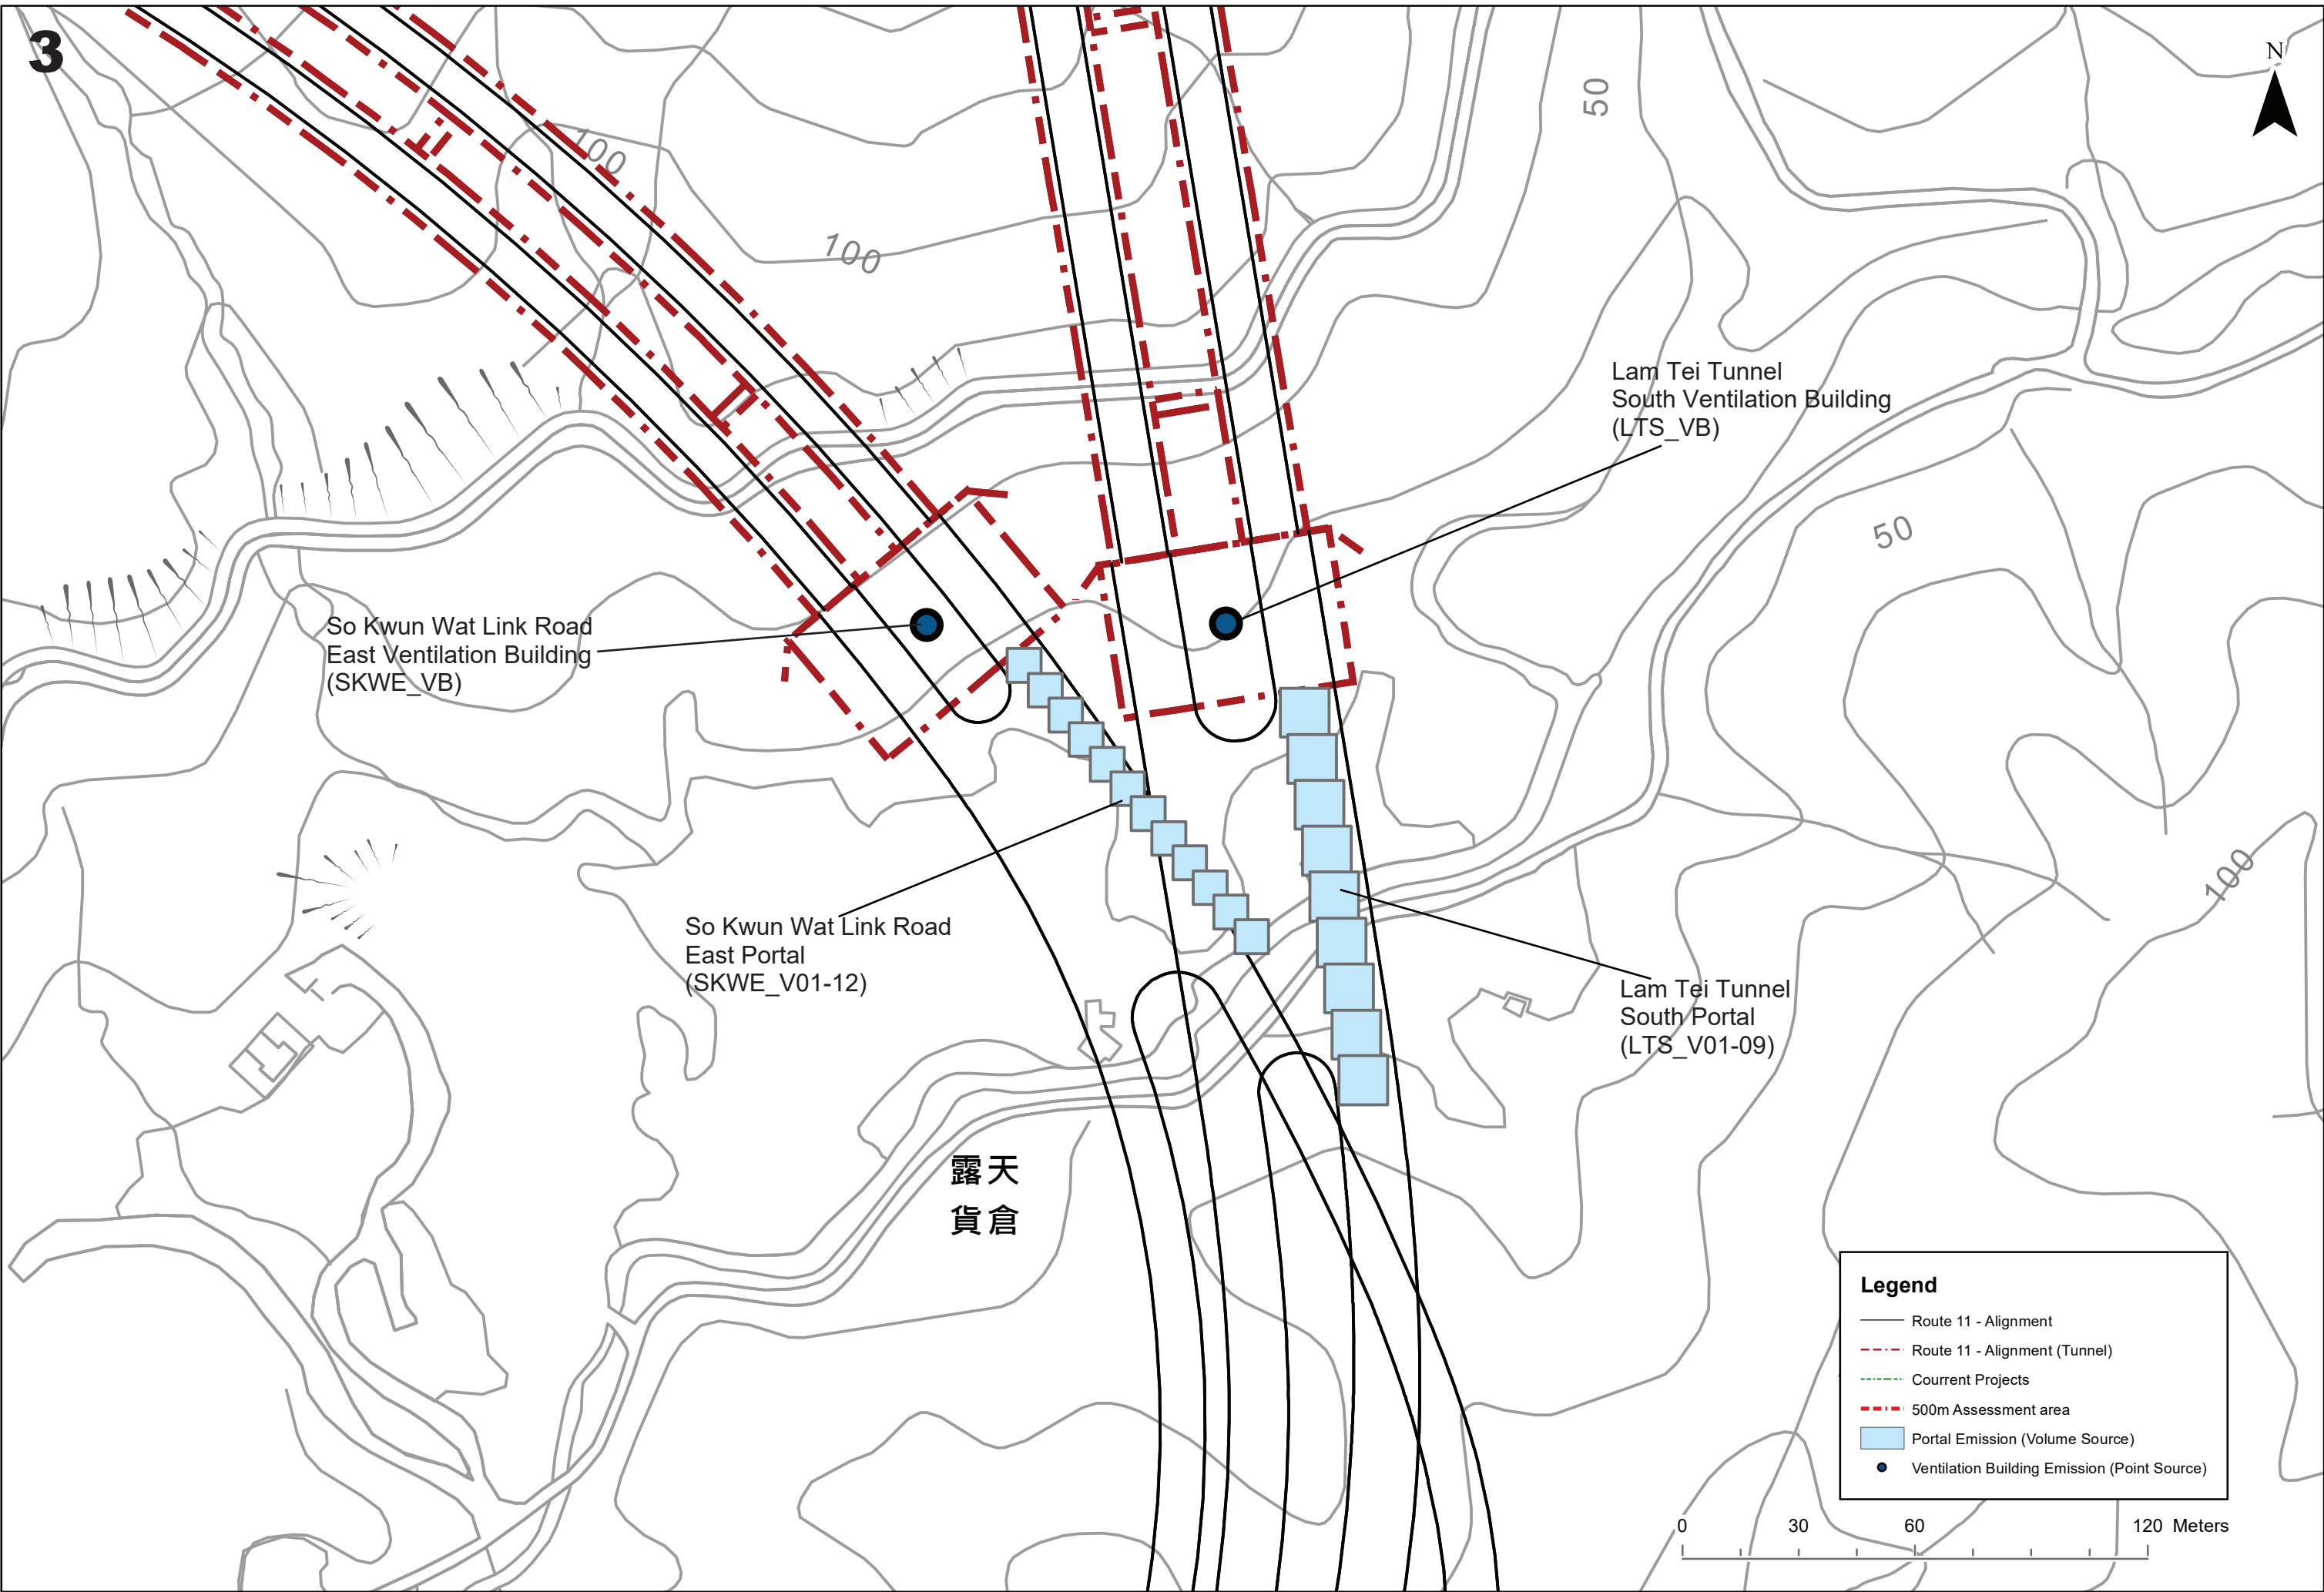 3
N
50
100
100
Lam Tei Tunnel
South Ventilation Building
(LTS_VB)
50
So Kwun Wat Link Road
East Ventilation Building
(SKWE_VB)
100
So Kwun Wat Link Road
East Portal
(SKWE_V01-12)
Lam Tei Tunnel
South Portal
(LTS_V01-09)
露天
貨倉
Legend
Route 11 - Alignment
Route 11 - Alignment (Tunnel)
Courrent Projects
500m Assessment area
Portal Emission (Volume Source)
Ventilation Building Emission (Point Source)
0 30 60 120 Meters